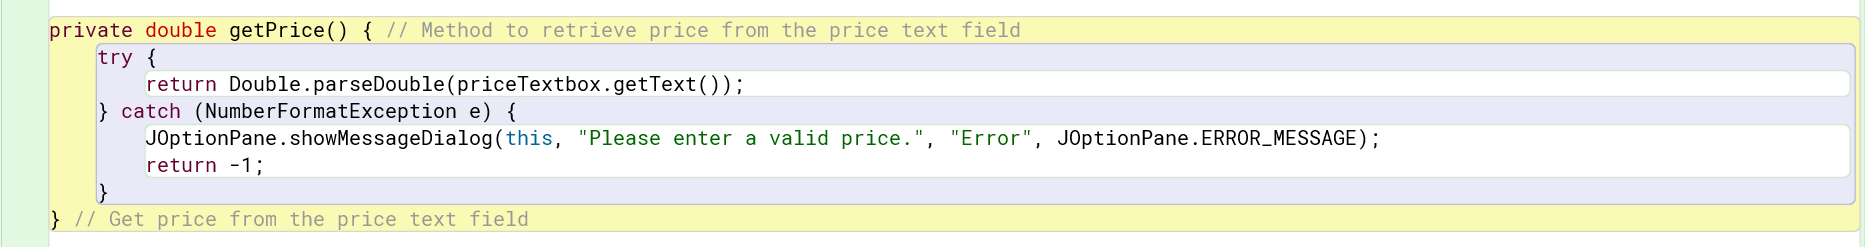 private double getPrice() { // Method to retrieve price from the price text field
    try {
        return Double.parseDouble(priceTextbox.getText());
    } catch (NumberFormatException e) {
        JOptionPane.showMessageDialog(this, "Please enter a valid price.", "Error", JOptionPane.ERROR_MESSAGE);
        return -1;
    }
} // Get price from the price text field